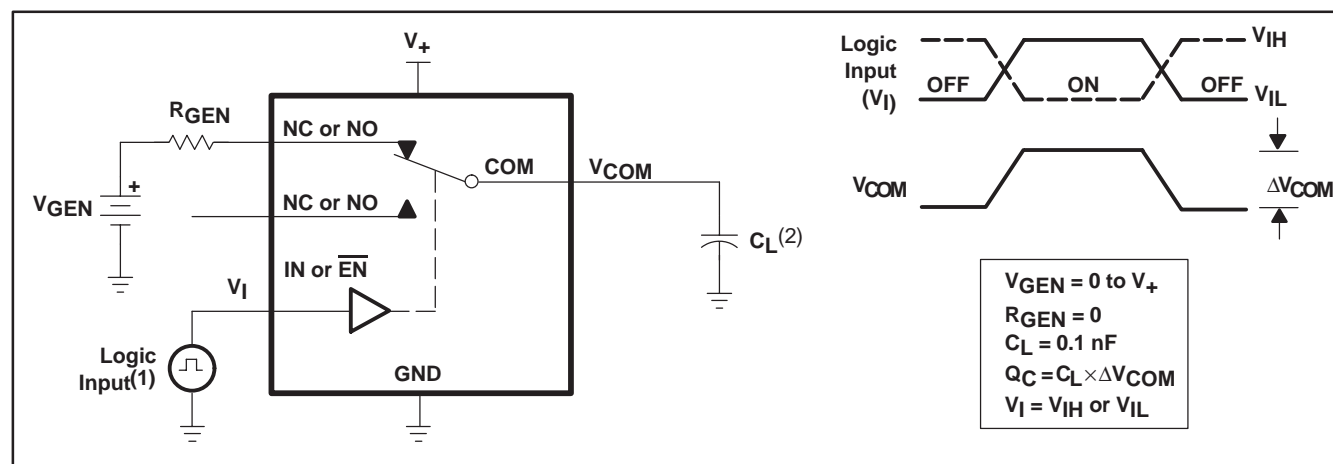 V+
RGEN
NC or NO
COM
VCOM
VGEN
+
NC or NO
CL(2)
IN or EN
VI
Logic
Input(1)
GND
Logic
Input
(VI)
OFF
ON
OFF
VIH
VIL
VCOM
ΔVCOM
VGEN = 0 to V+
RGEN = 0
CL = 0.1 nF
QC = CL × ΔVCOM
VI = VIH or VIL